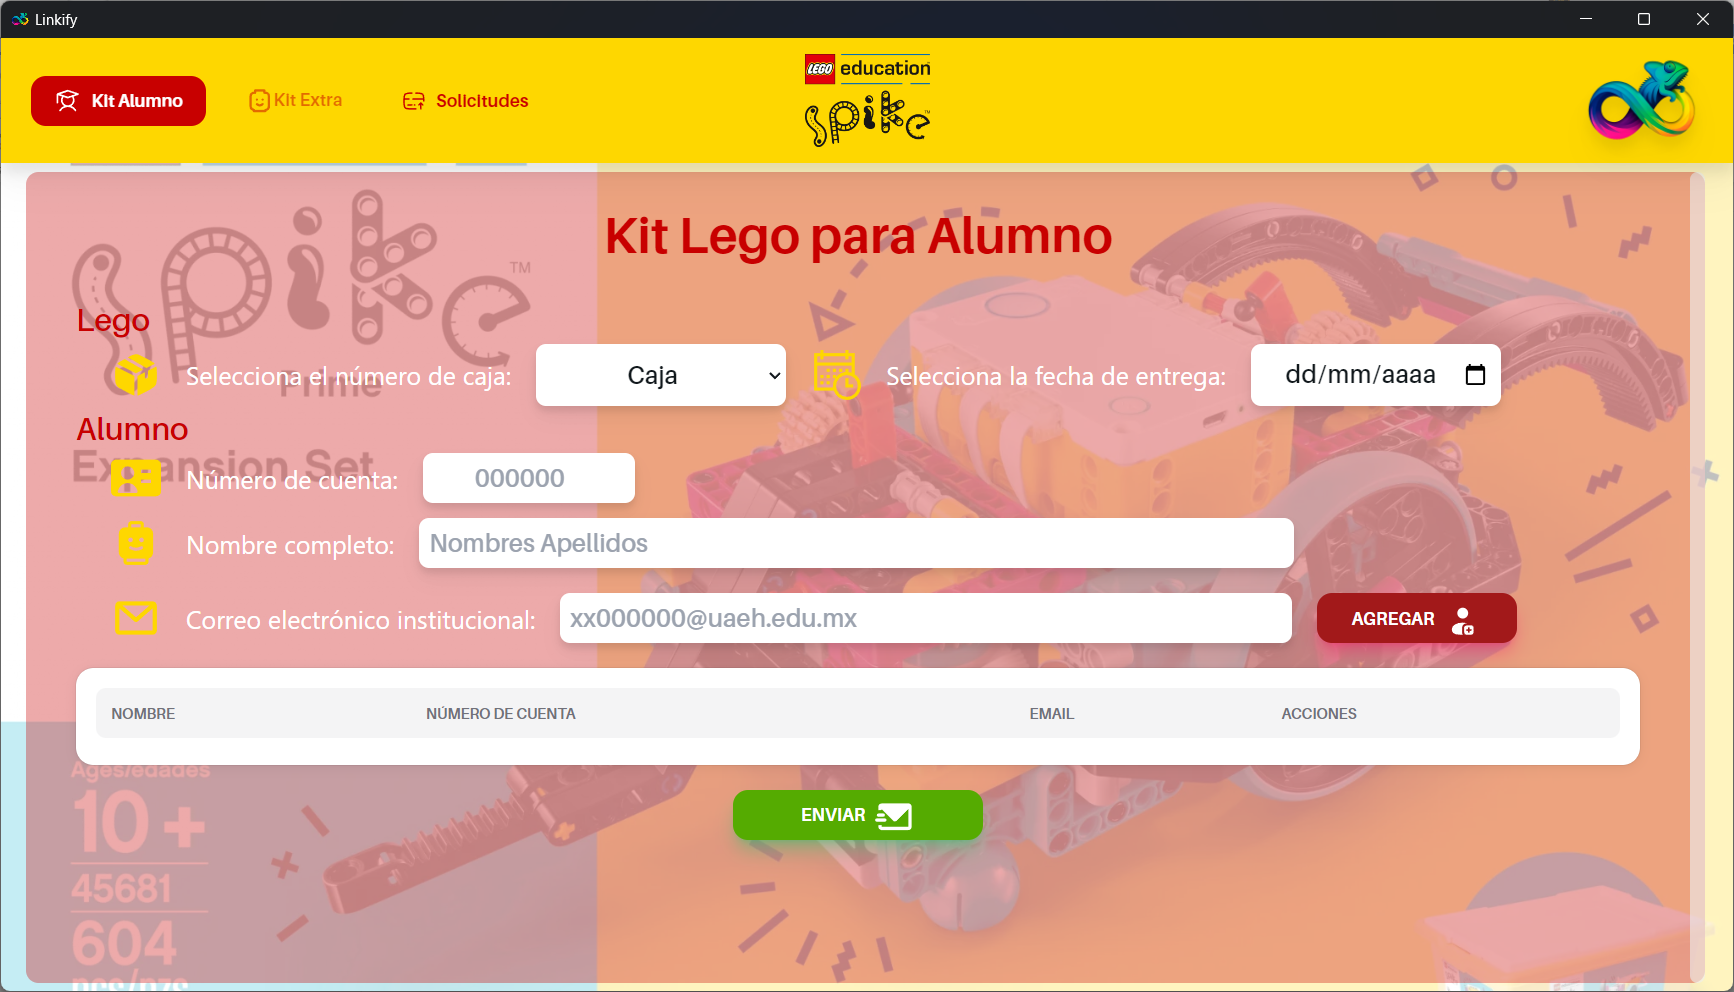 Linkify
Kit Alumno
Kit Extra
Solicitudes
LEGO education
spike™
spike™
Prime
Expansion Set
Kit Lego para Alumno
Lego
Selecciona el número de caja:
Caja
Selecciona la fecha de entrega:
dd/mm/aaaa
Alumno
Número de cuenta:
000000
Nombre completo:
Nombres Apellidos
Correo electrónico institucional:
xx000000@uaeh.edu.mx
AGREGAR
NOMBRE
NÚMERO DE CUENTA
EMAIL
ACCIONES
Ages/edades
10 +
45681
604
pcs/pzs
ENVIAR